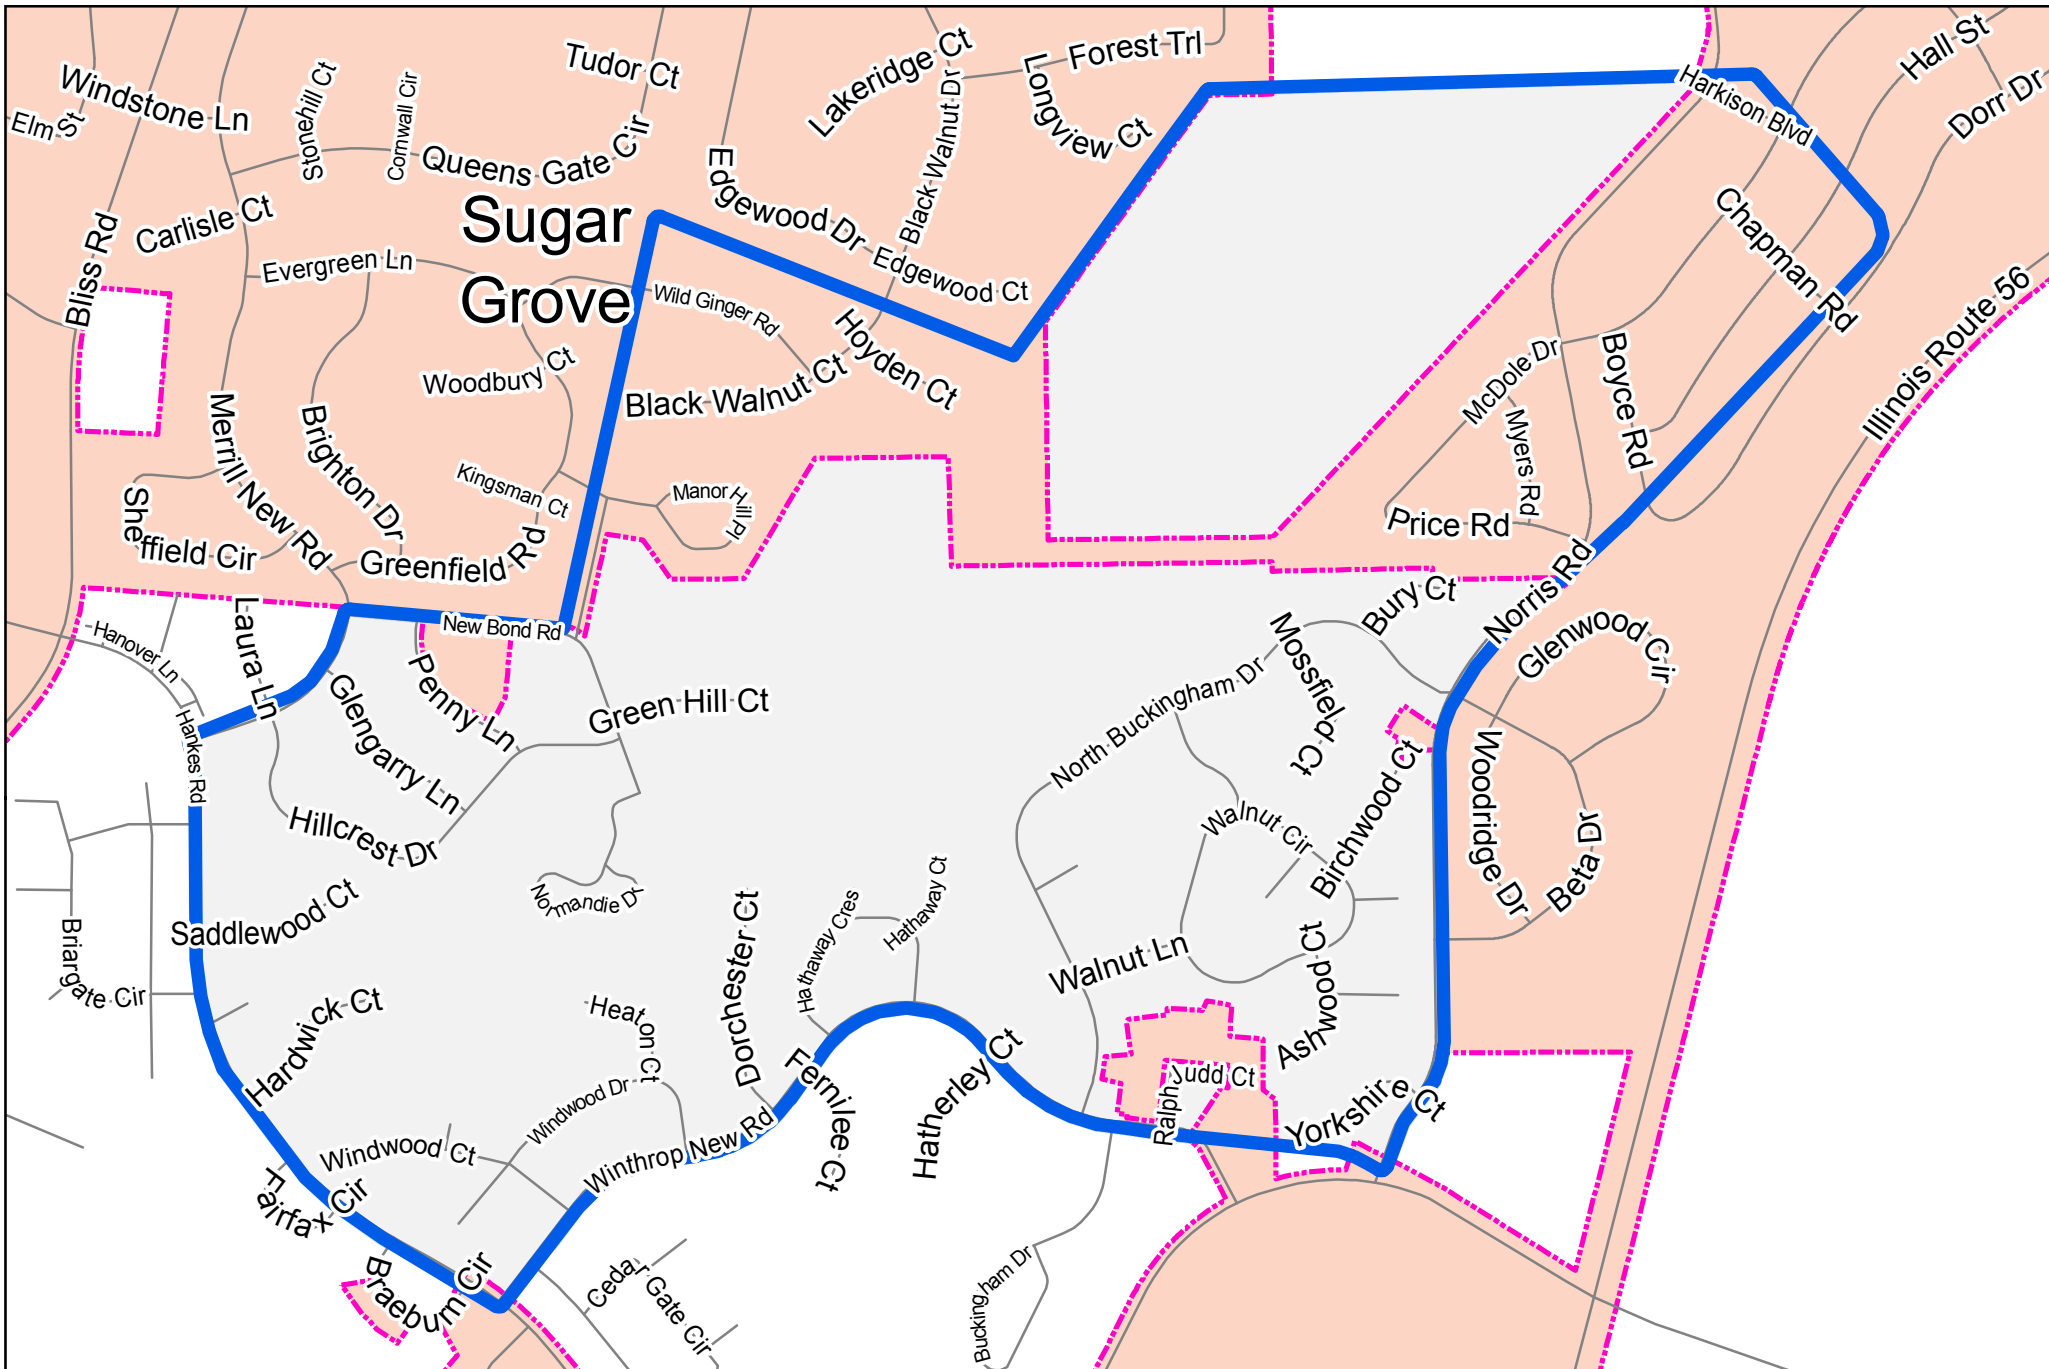 Windstone Ln
Elm St
Stonehill Ct
Cornwall Cir
Tudor Ct
Queens Gate Cir
Lakeridge Ct
Black Walnut Dr
Forest Trl
Longview Ct
Harkison Blvd
Hall St
Dorr Dr
Bliss Rd
Carlisle Ct
Evergreen Ln
Sugar
Grove
Edgewood Dr
Edgewood Ct
Chapman Rd
Illinois Route 56
Wild Ginger Rd
Hoyden Ct
Black Walnut Ct
Woodbury Ct
McDole Dr
Boyce Rd
Myers Rd
Price Rd
Merrill New Rd
Brighton Dr
Kingsman Ct
Manor Hill Pl
Sheffield Cir
Greenfield Rd
Norris Rd
Bury Ct
Glenwood Cir
Hanover Ln
Laura Ln
New Bond Rd
Penny Ln
Glengarry Ln
Green Hill Ct
Mossfield Ct
North Buckingham Dr
Hankes Rd
Hillcrest Dr
Normandie Dr
Walnut Cir
Birchwood Ct
Woodridge Dr
Beta Dr
Saddlewood Ct
Briargate Cir
Dorchester Ct
Hathaway Cres
Hathaway Ct
Walnut Ln
Ashwood Ct
Hardwick Ct
Heaton Ct
Windwood Dr
Fernilee Ct
Hatherley Ct
Judd Ct
Ralph
Yorkshire Ct
Windwood Ct
Winthrop New Rd
Fairfax Cir
Braeburn Cir
Cedar Gate Cir
Buckingham Dr